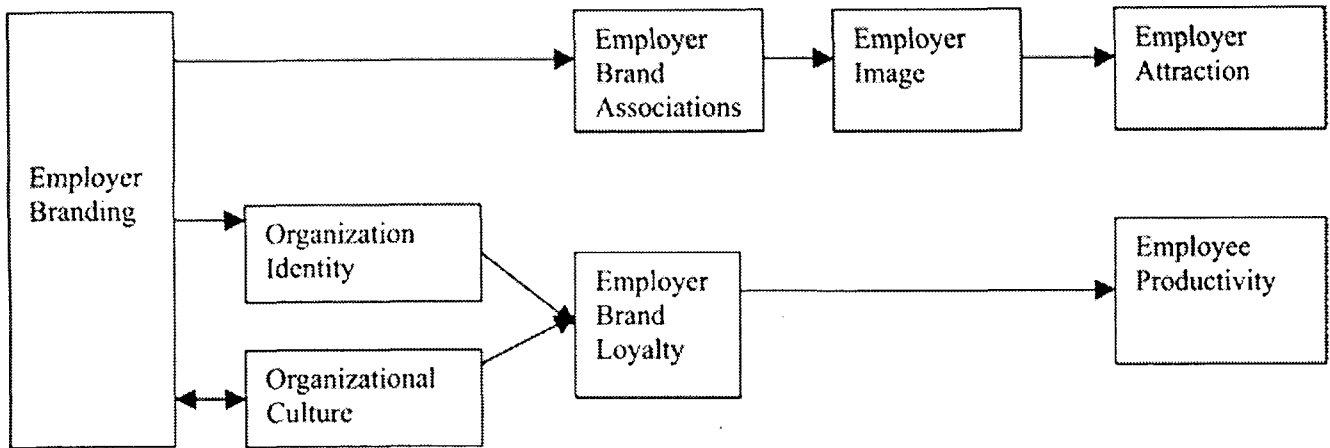 Employer
Brand
Associations
Employer
Image
Employer
Attraction
Employer
Branding
Organization
Identity
Employer
Brand
Loyalty
Employee
Productivity
Organizational
Culture